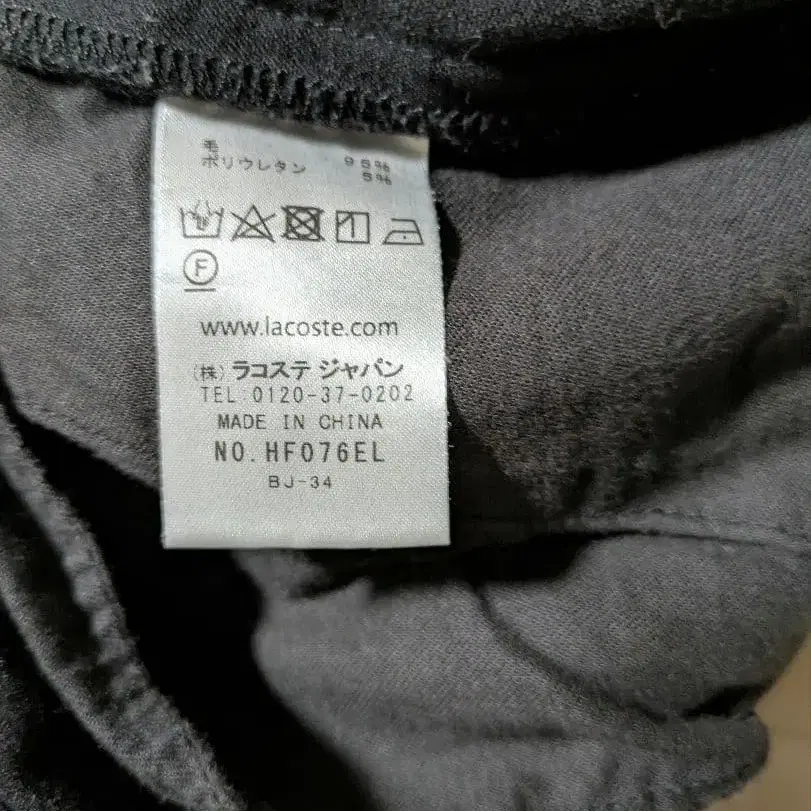 毛 95%
ポリウレタン 5%
F
www.lacoste.com
(株)ラコステ ジャパン
TEL 0120-37-0202
MADE IN CHINA
NO.HF076EL
BJ-34